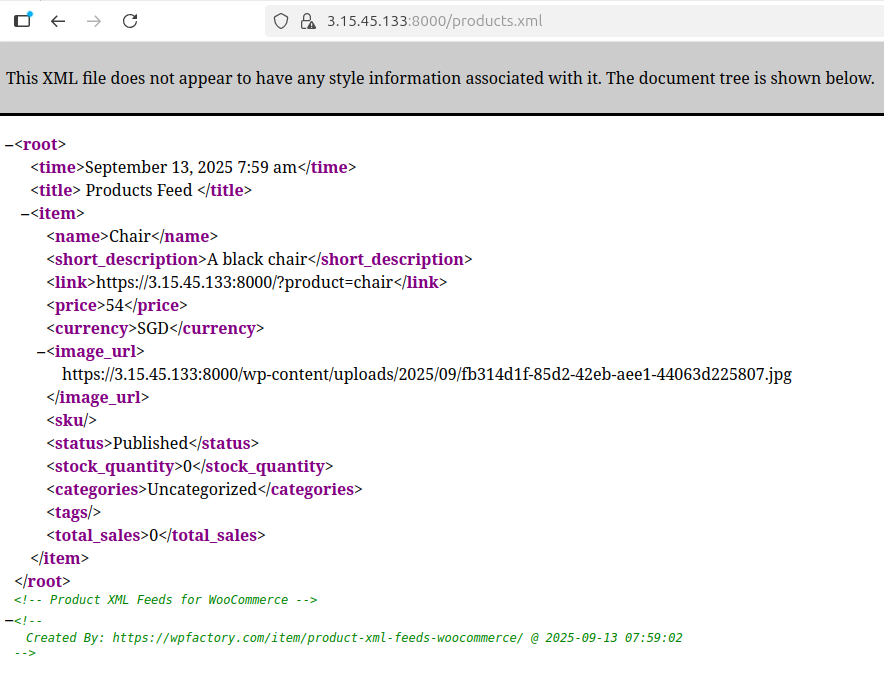 3.15.45.133:8000/products.xml
This XML file does not appear to have any style information associated with it. The document tree is shown below.
–<root>
<time>September 13, 2025 7:59 am</time>
<title> Products Feed </title>
–<item>
<name>Chair</name>
<short_description>A black chair</short_description>
<link>https://3.15.45.133:8000/?product=chair</link>
<price>54</price>
<currency>SGD</currency>
–<image_url>
https://3.15.45.133:8000/wp-content/uploads/2025/09/fb314d1f-85d2-42eb-aee1-44063d225807.jpg
</image_url>
<sku/>
<status>Published</status>
<stock_quantity>0</stock_quantity>
<categories>Uncategorized</categories>
<tags/>
<total_sales>0</total_sales>
</item>
</root>
<!-- Product XML Feeds for WooCommerce -->
–<!--
Created By: https://wpfactory.com/item/product-xml-feeds-woocommerce/ @ 2025-09-13 07:59:02
-->